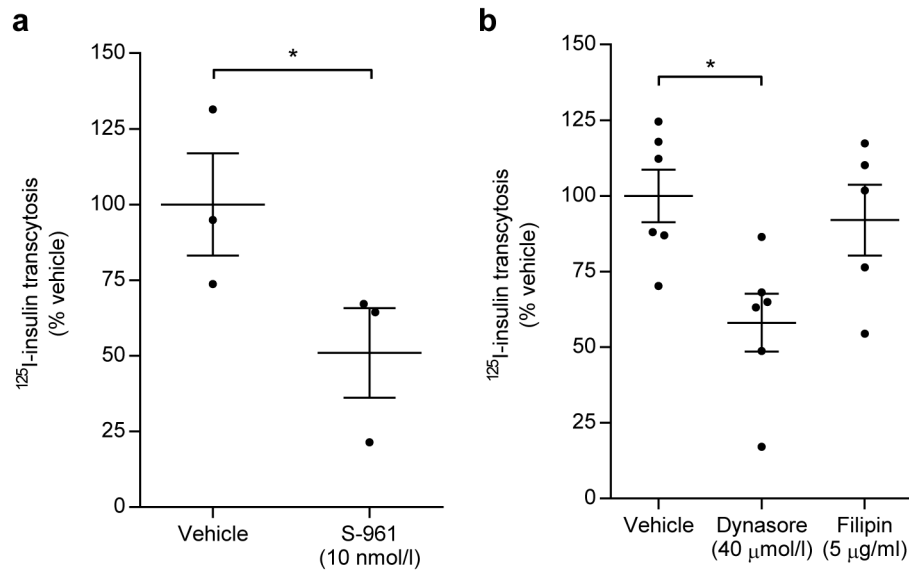 a
150
125
100
75
50
25
0
¹²⁵I-insulin transcytosis
(% vehicle)
*
Vehicle
S-961
(10 nmol/l)
b
150
125
100
75
50
25
0
¹²⁵I-insulin transcytosis
(% vehicle)
*
Vehicle
Dynasore
(40 μmol/l)
Filipin
(5 μg/ml)